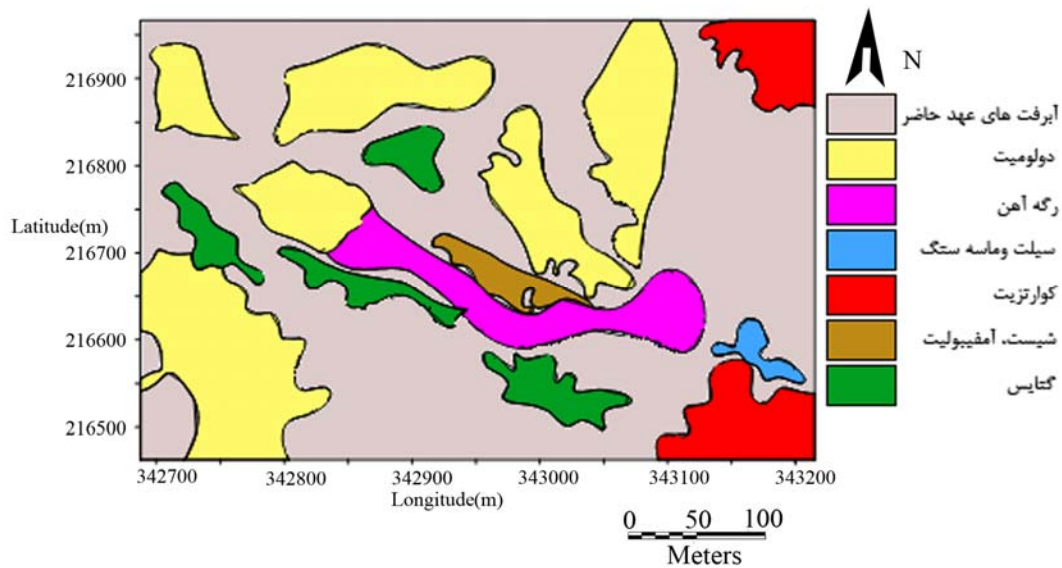 N
216900
216800
Latitude(m)
216700
216600
216500
342700 342800 342900 343000 343100 343200
Longitude(m)
0 50 100
Meters
آبرفت های عهد حاضر
دولومیت
رگه آهن
سیلت وماسه ستگ
کوارتزیت
شیست، آمفیبولیت
گنایس